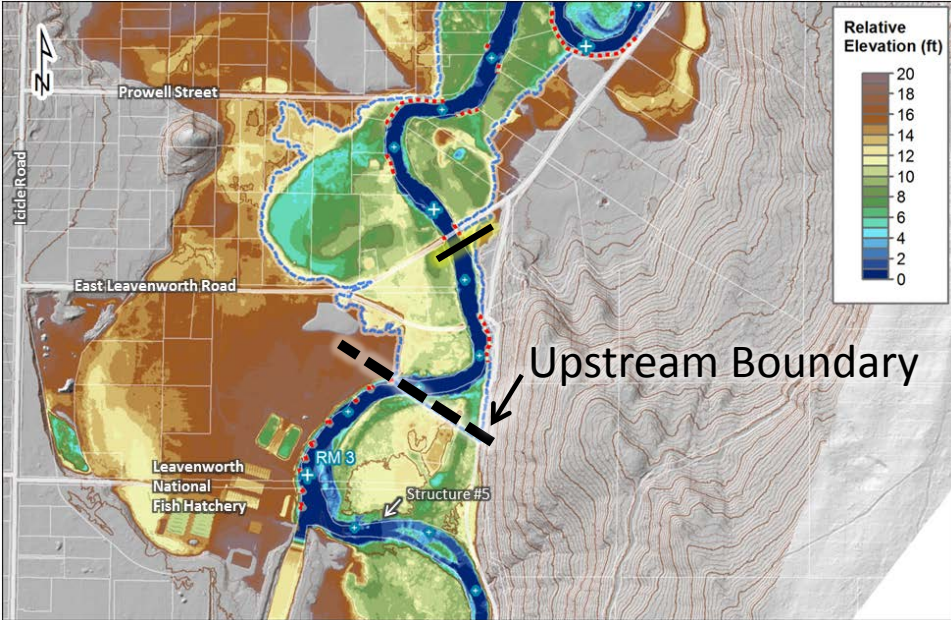 N
Relative
Elevation (ft)
20
18
16
14
12
10
8
6
4
2
0
Prowell Street
Icicle Road
East Leavenworth Road
Upstream Boundary
RM 3
Leavenworth
National
Fish Hatchery
Structure #5